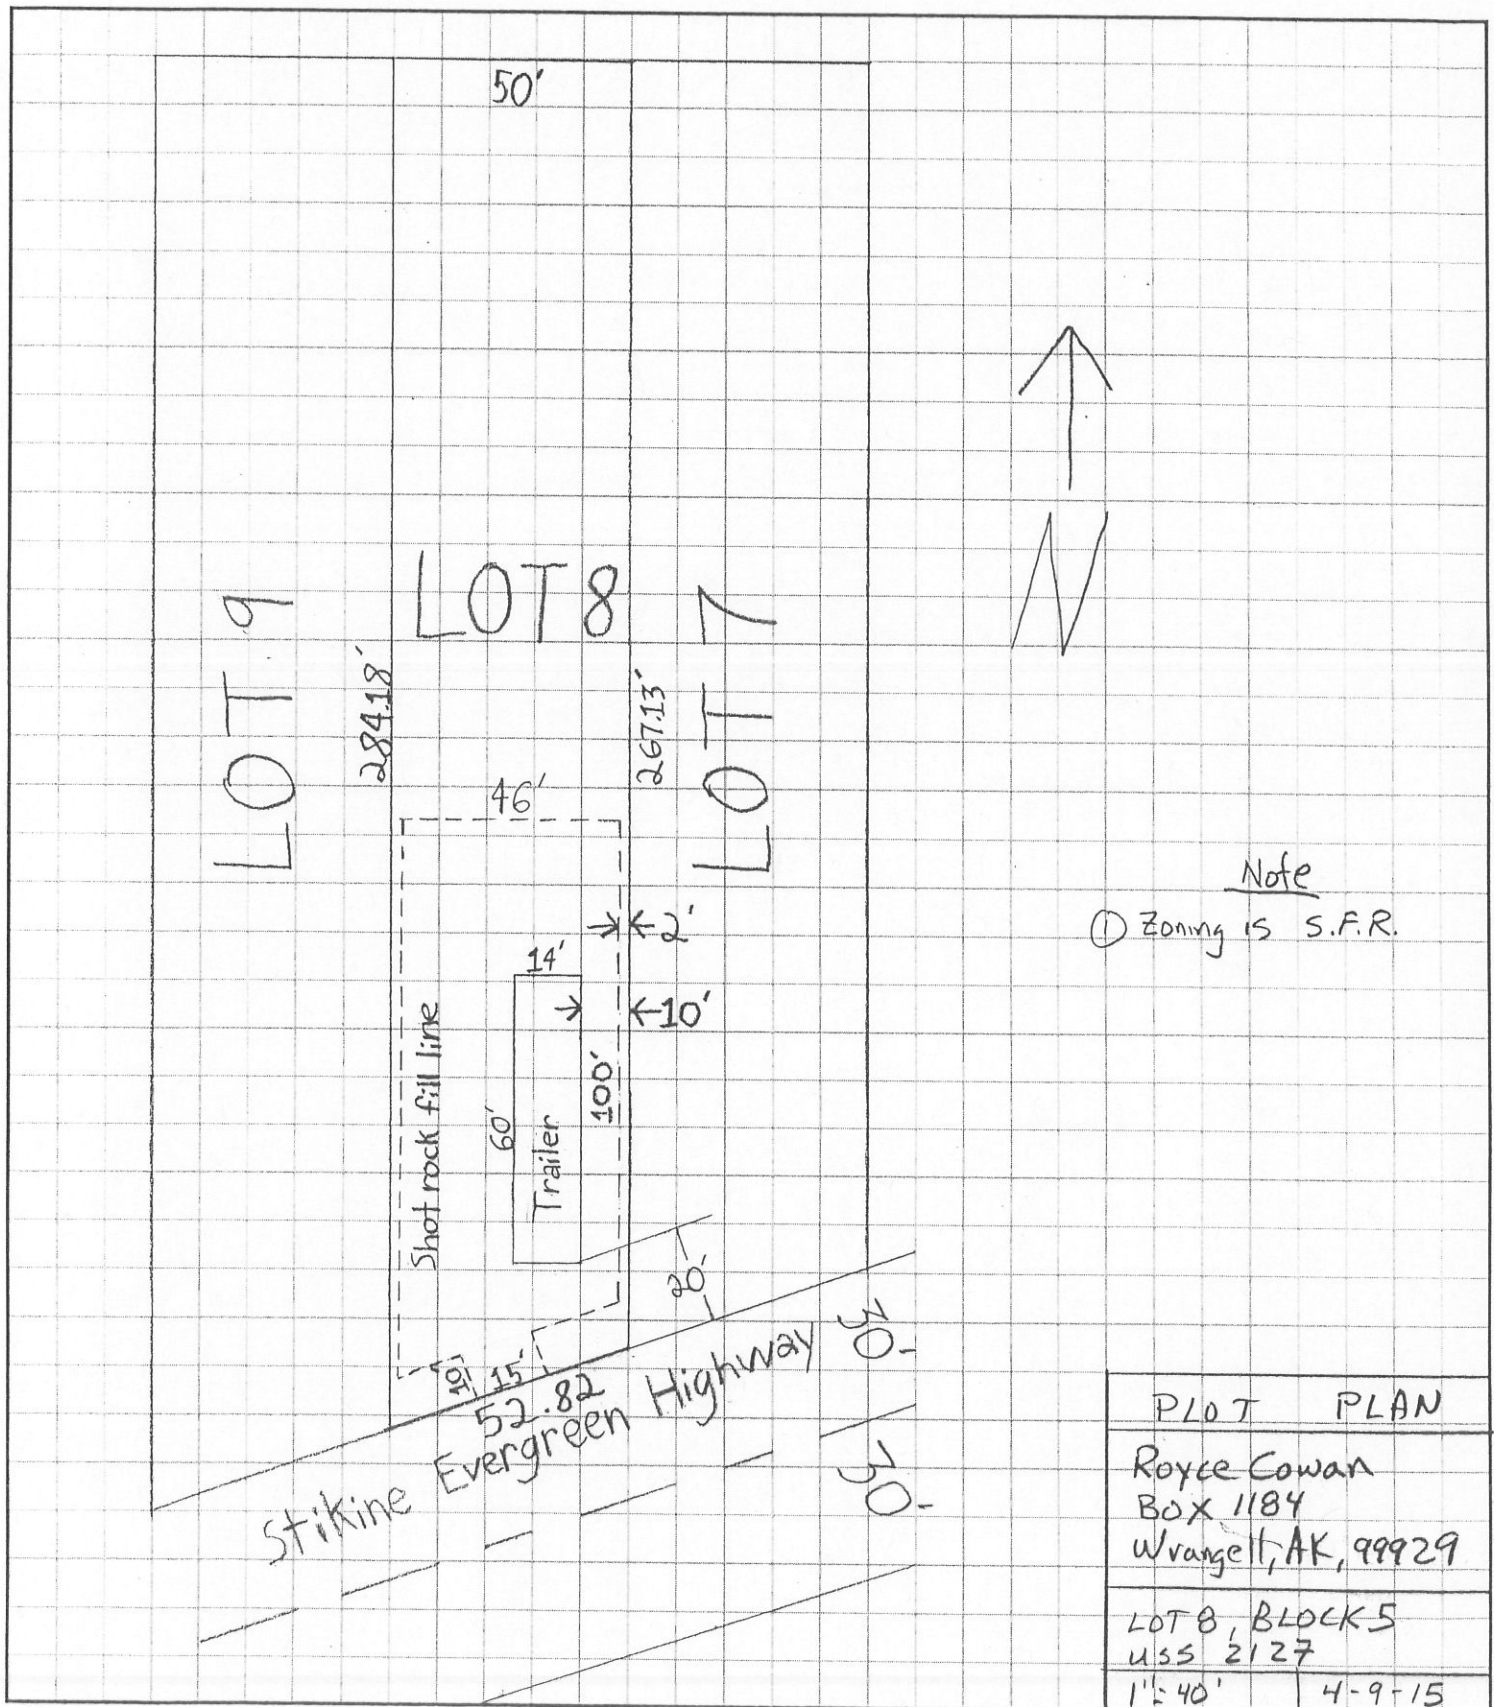 50'
LOT 9
LOT 8
LOT 7
284.18'
267.13'
N
46'
Note
① Zoning is S.F.R.
2'
14'
10'
Shot rock fill line
60'
Trailer
100'
20'
30'
10'
15'
52.82
Stikine Evergreen Highway
30'
PLOT PLAN
Royce Cowan
BOX 1184
Wrangell, AK, 99929
LOT 8, BLOCK 5
USS 2127
1"=40'
4-9-15